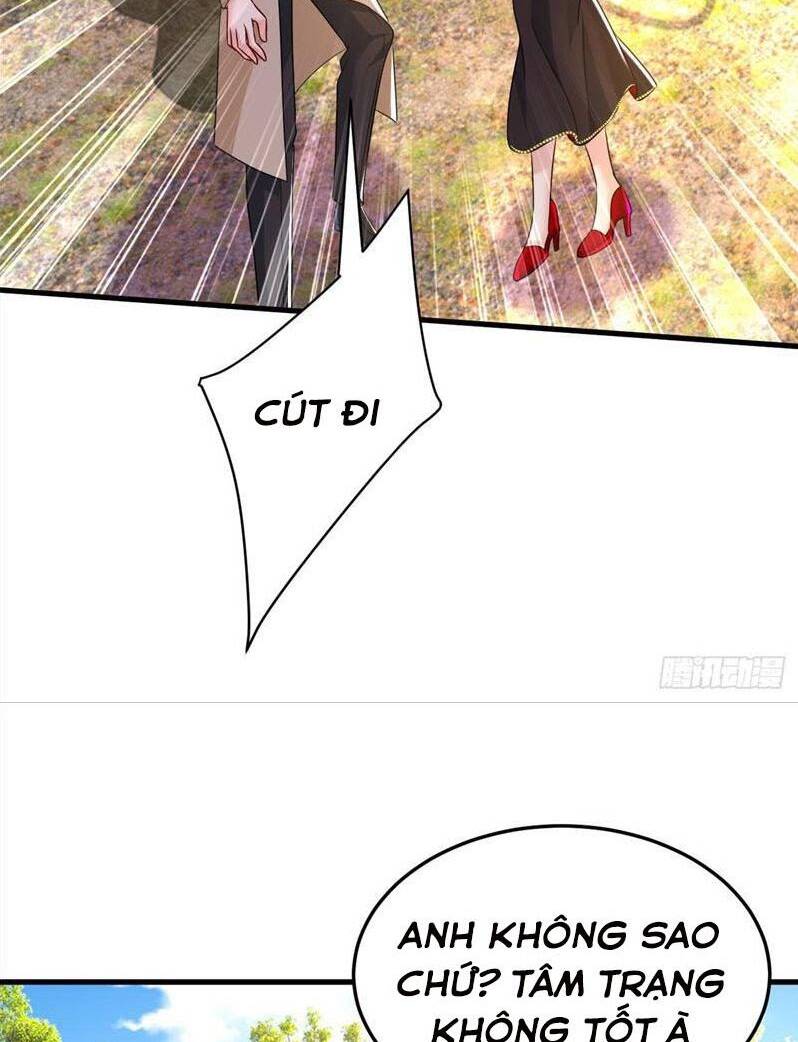 CÚT ĐI
腾讯动漫
ANH KHÔNG SAO
CHỨ? TÂM TRẠNG
KHÔNG TỐT À